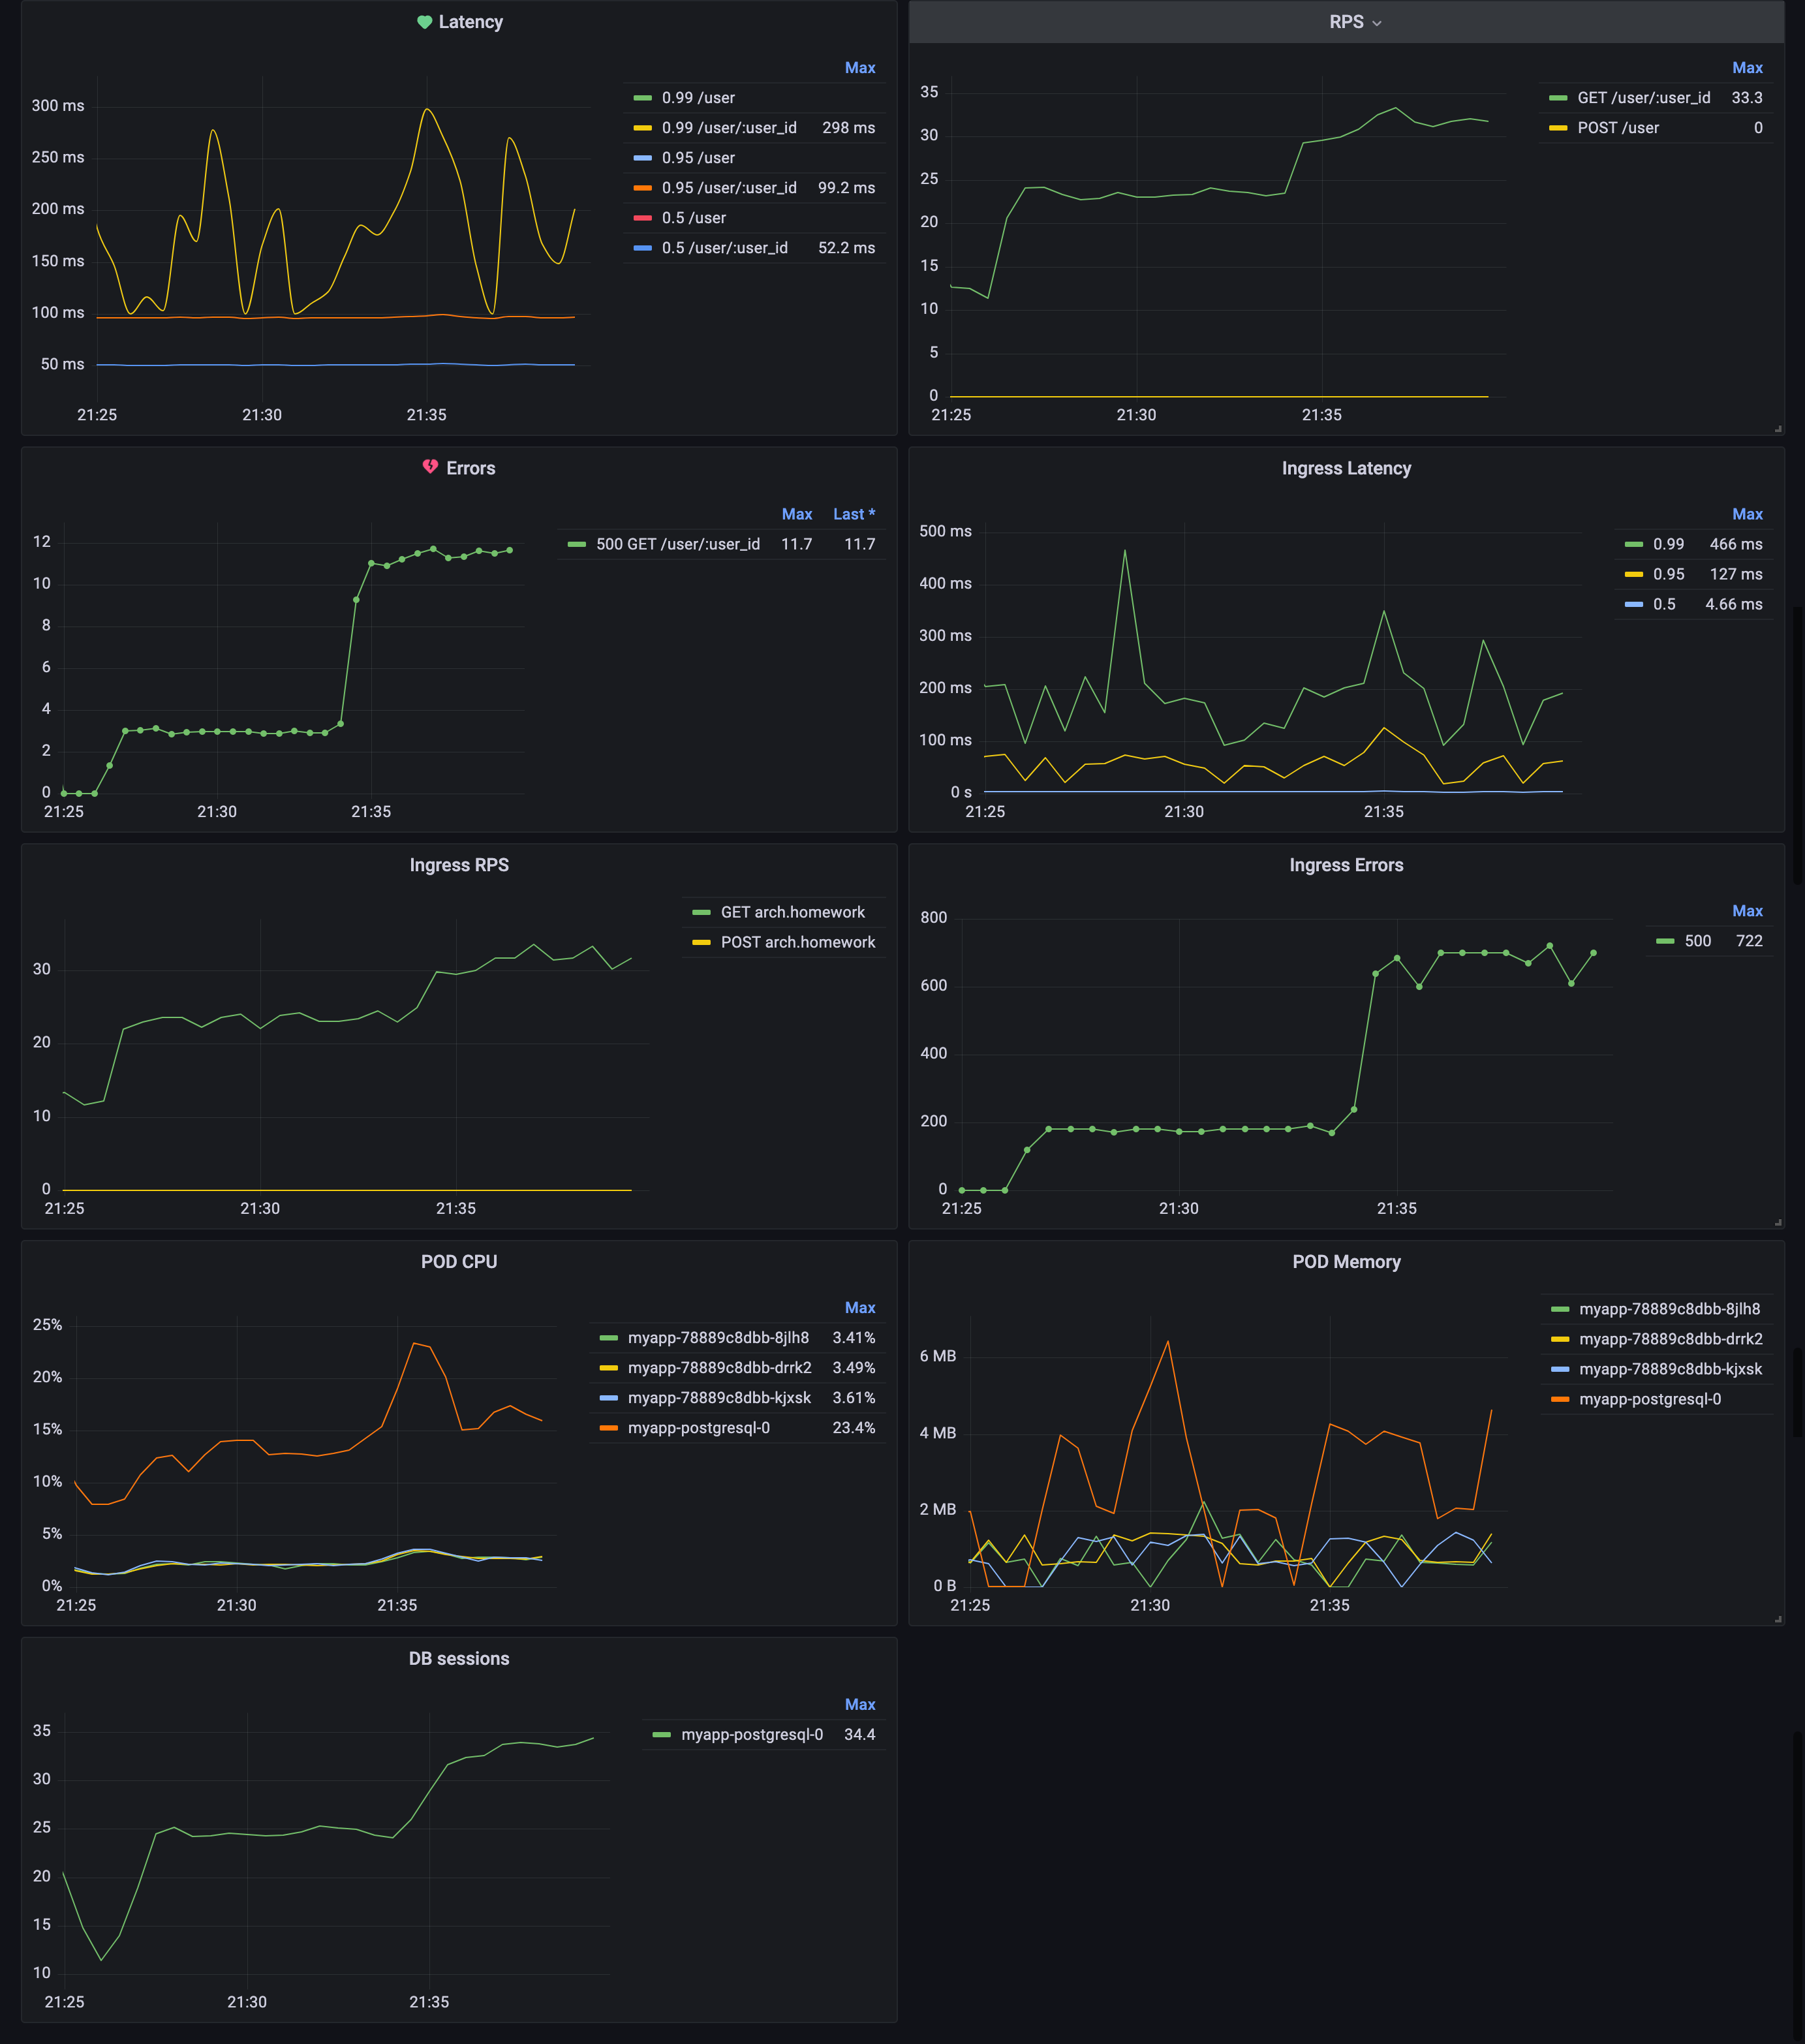 Latency
Max
0.99 /user
0.99 /user/:user_id 298 ms
0.95 /user
0.95 /user/:user_id 99.2 ms
0.5 /user
0.5 /user/:user_id 52.2 ms
300 ms
250 ms
200 ms
150 ms
100 ms
50 ms
21:25 21:30 21:35
RPS
Max
GET /user/:user_id 33.3
POST /user 0
35
30
25
20
15
10
5
0
21:25 21:30 21:35
Errors
Max Last *
500 GET /user/:user_id 11.7 11.7
12
10
8
6
4
2
0
21:25 21:30 21:35
Ingress Latency
Max
0.99 466 ms
0.95 127 ms
0.5 4.66 ms
500 ms
400 ms
300 ms
200 ms
100 ms
0 s
21:25 21:30 21:35
Ingress RPS
GET arch.homework
POST arch.homework
30
20
10
0
21:25 21:30 21:35
Ingress Errors
Max
500 722
800
600
400
200
0
21:25 21:30 21:35
POD CPU
Max
myapp-78889c8dbb-8jlh8 3.41%
myapp-78889c8dbb-drrk2 3.49%
myapp-78889c8dbb-kjxsk 3.61%
myapp-postgresql-0 23.4%
25%
20%
15%
10%
5%
0%
21:25 21:30 21:35
POD Memory
myapp-78889c8dbb-8jlh8
myapp-78889c8dbb-drrk2
myapp-78889c8dbb-kjxsk
myapp-postgresql-0
6 MB
4 MB
2 MB
0 B
21:25 21:30 21:35
DB sessions
Max
myapp-postgresql-0 34.4
35
30
25
20
15
10
21:25 21:30 21:35